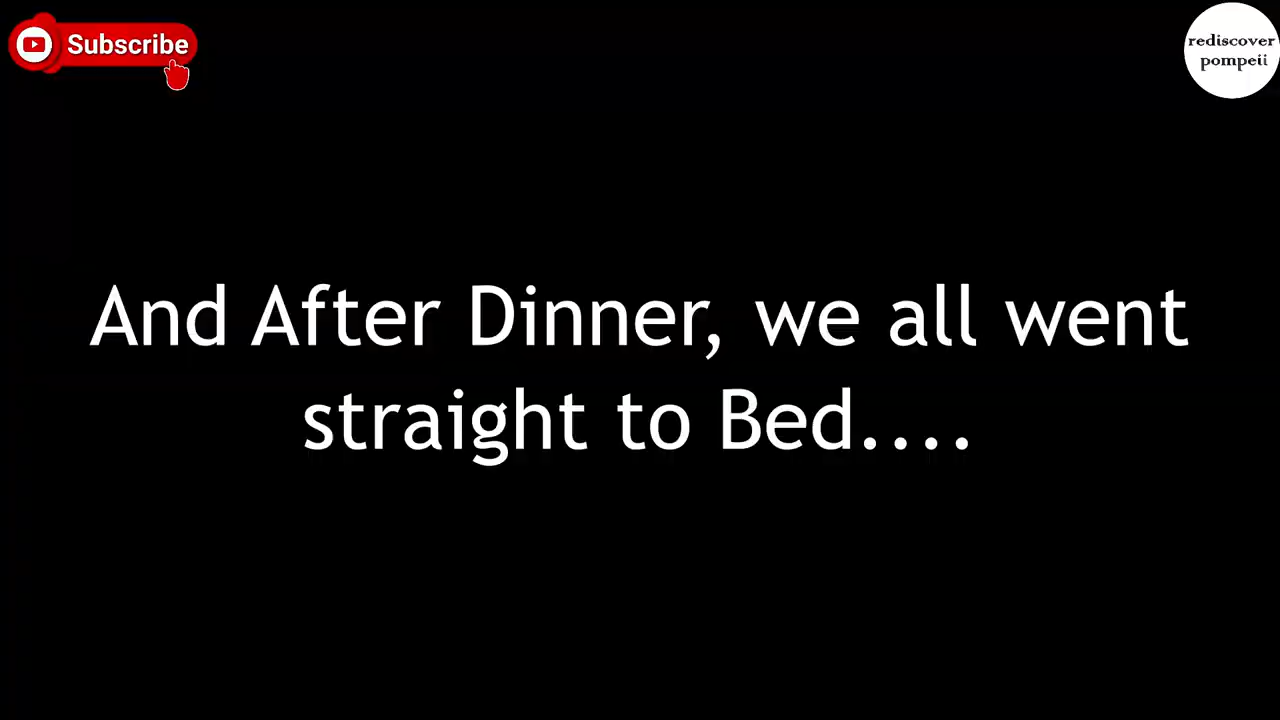 Subscribe
rediscover
pompeii
And After Dinner, we all went
straight to Bed....